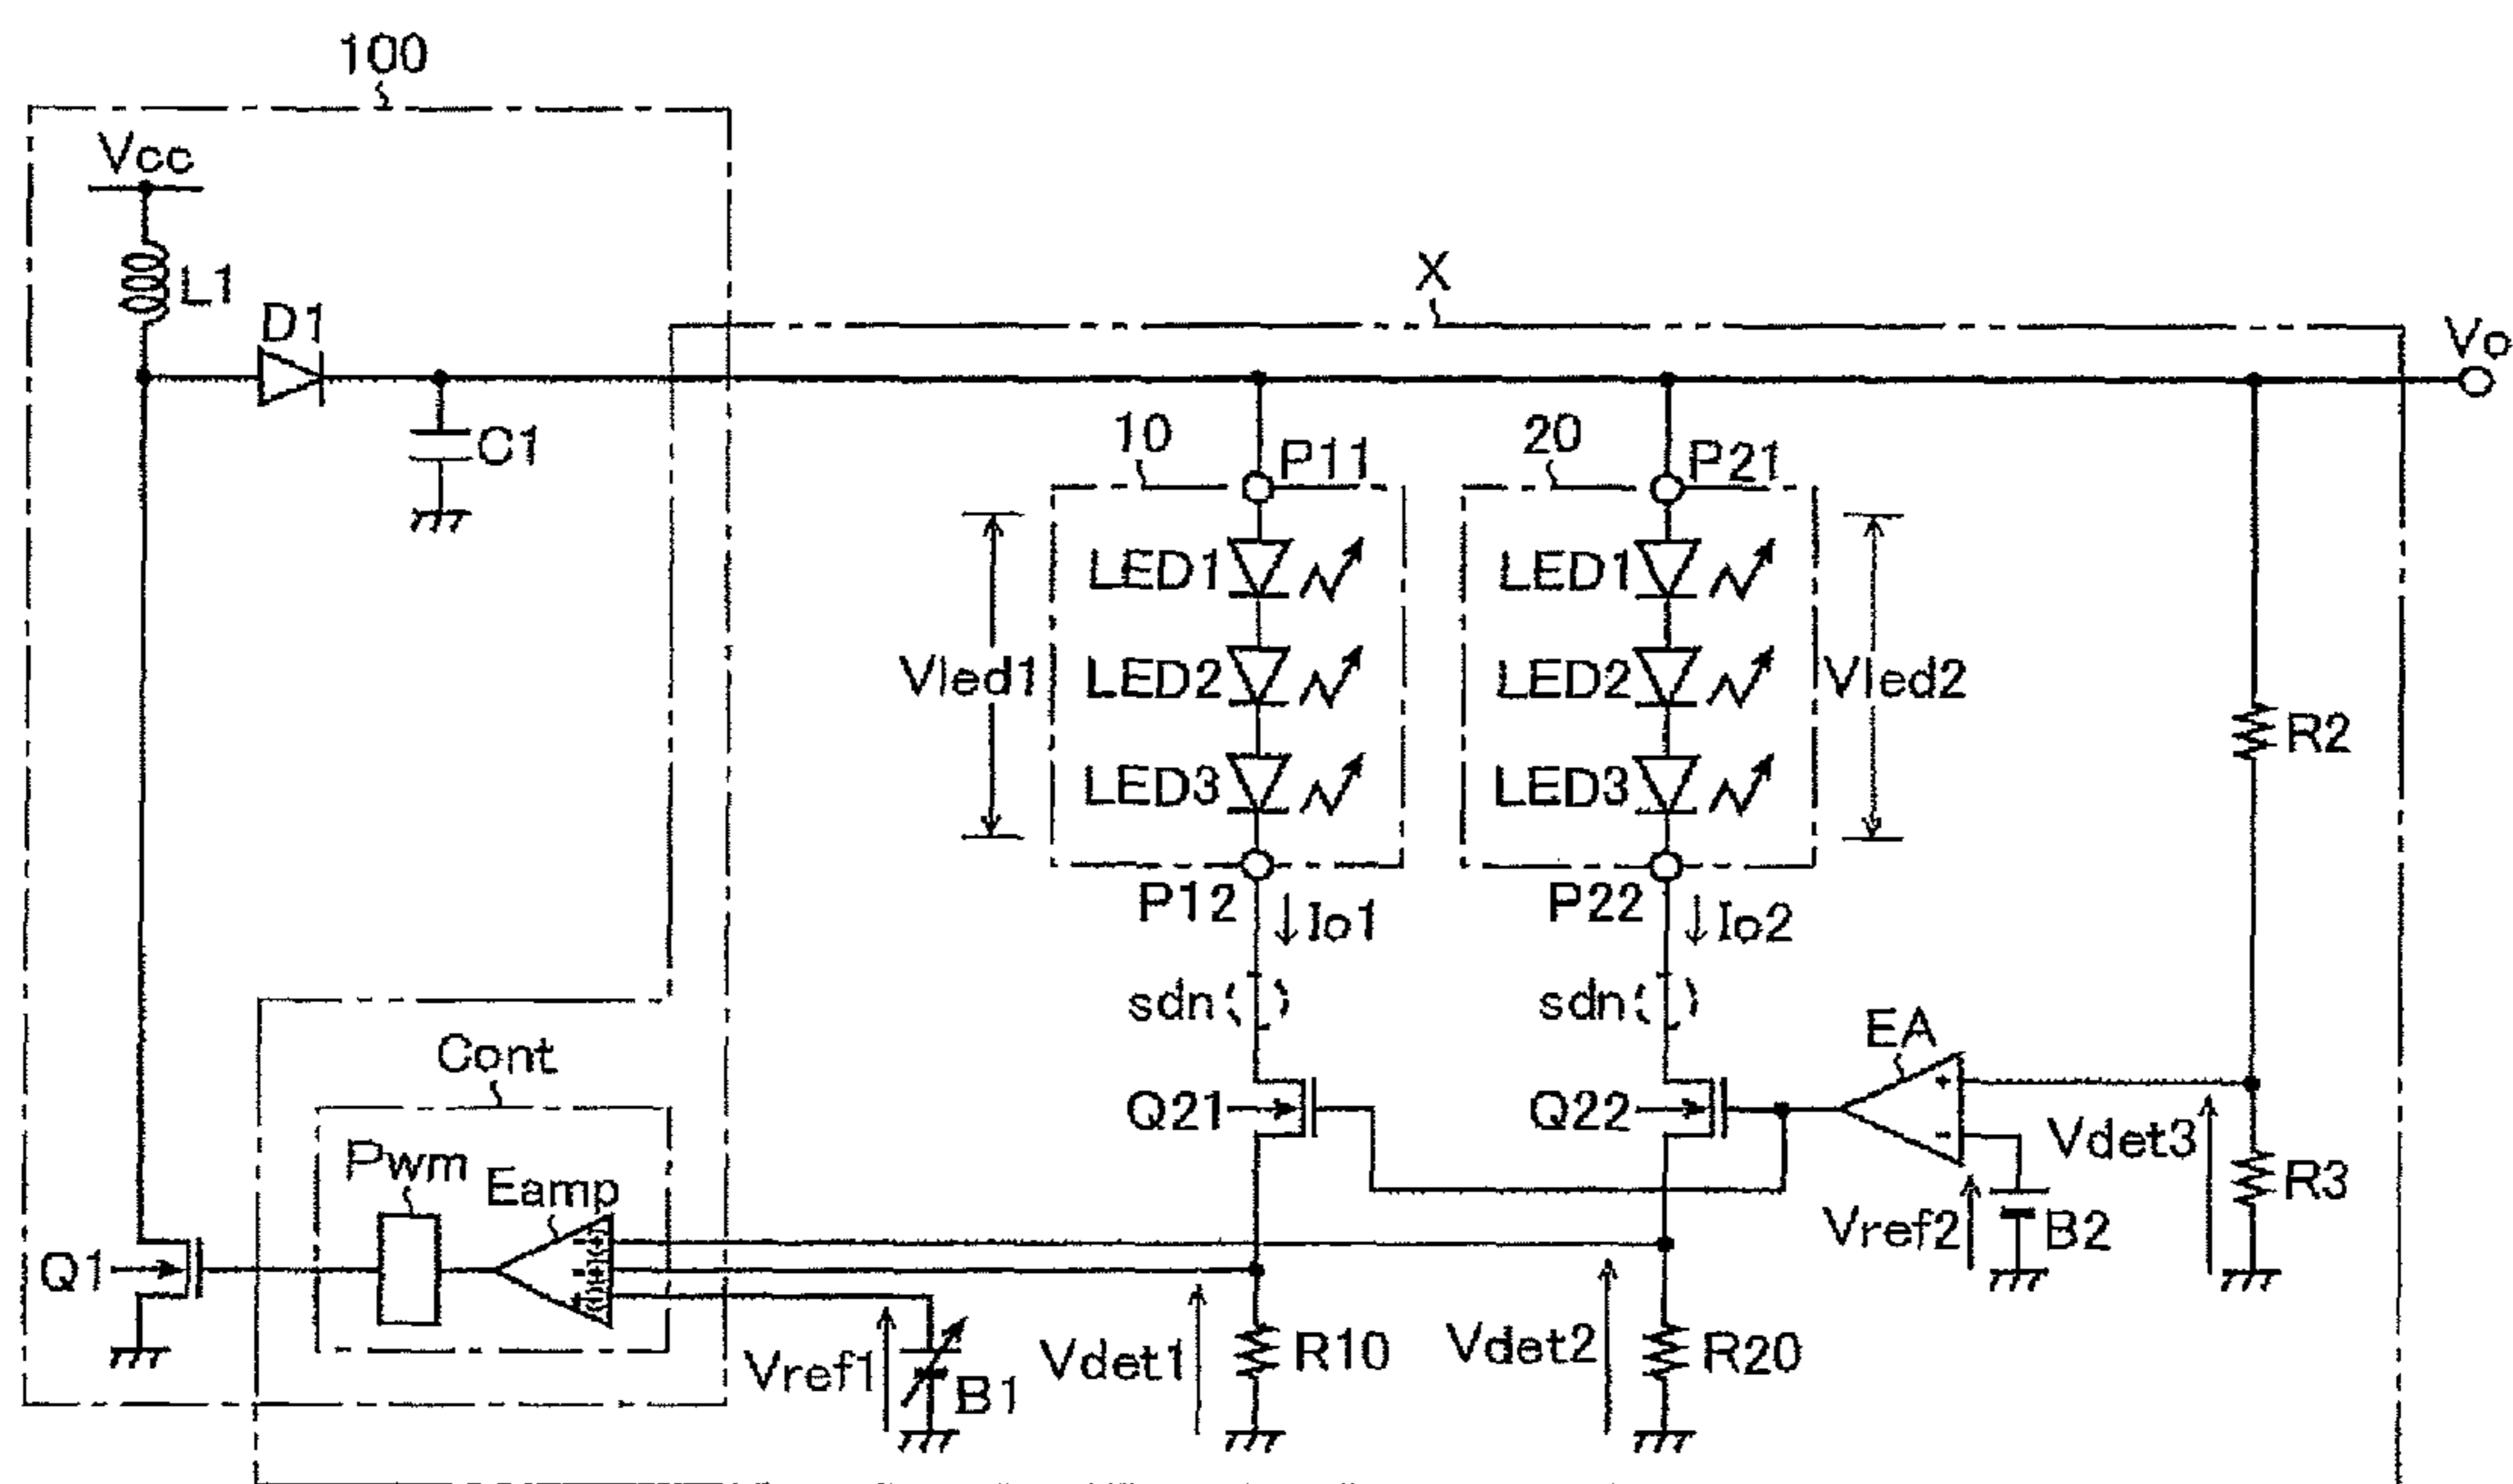 100
Vcc
L1
D1
C1
X
Vo
10
P11
20
P21
LED1
LED1
Vled1
LED2
LED2
Vled2
LED3
LED3
R2
P12
Io1
P22
Io2
sdn
sdn
EA
+
-
Cont
Q21
Q22
Vdet3
Pwm
Eamp
Vref2
B2
R3
Q1
Vref1
B1
Vdet1
R10
Vdet2
R20